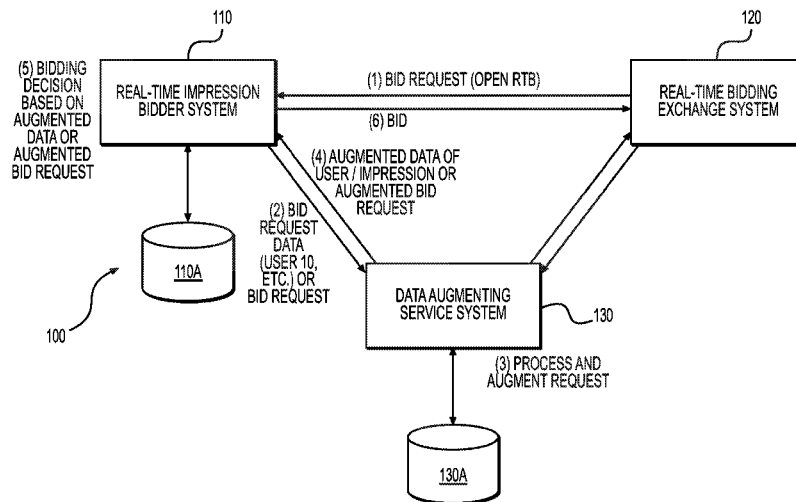 110
120
(5) BIDDING
DECISION
BASED ON
AUGMENTED
DATA OR
AUGMENTED
BID REQUEST
REAL-TIME IMPRESSION
BIDDER SYSTEM
(1) BID REQUEST (OPEN RTB)
(6) BID
REAL-TIME BIDDING
EXCHANGE SYSTEM
(4) AUGMENTED DATA OF
USER / IMPRESSION OR
AUGMENTED BID
REQUEST
(2) BID
REQUEST
DATA
(USER 10,
ETC.) OR
BID REQUEST
110A
100
DATA AUGMENTING
SERVICE SYSTEM
130
(3) PROCESS AND
AUGMENT REQUEST
130A